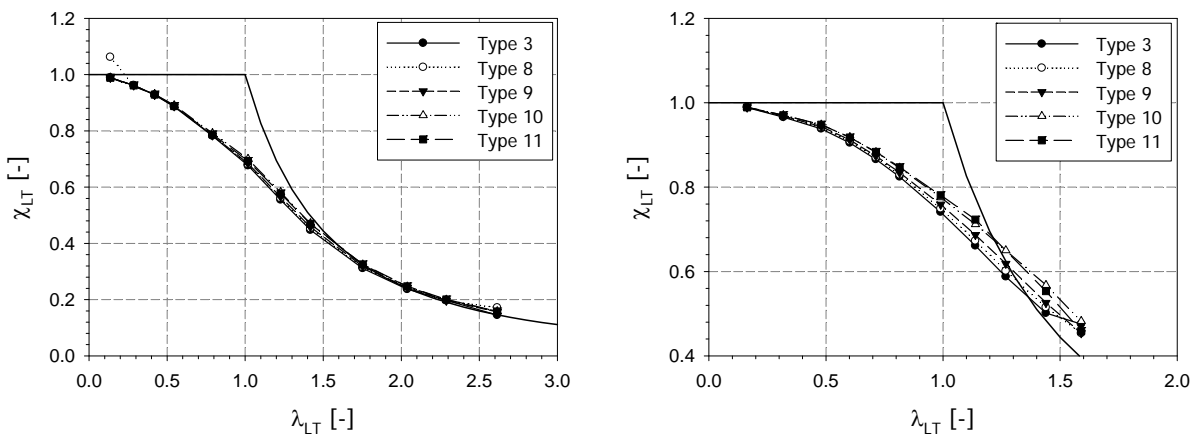 1.2
1.0
0.8
0.6
0.4
0.2
0.0
χLT [-]
0.0 0.5 1.0 1.5 2.0 2.5 3.0
λLT [-]
Type 3
Type 8
Type 9
Type 10
Type 11
1.2
1.0
0.8
0.6
0.4
χLT [-]
0.0 0.5 1.0 1.5 2.0
λLT [-]
Type 3
Type 8
Type 9
Type 10
Type 11